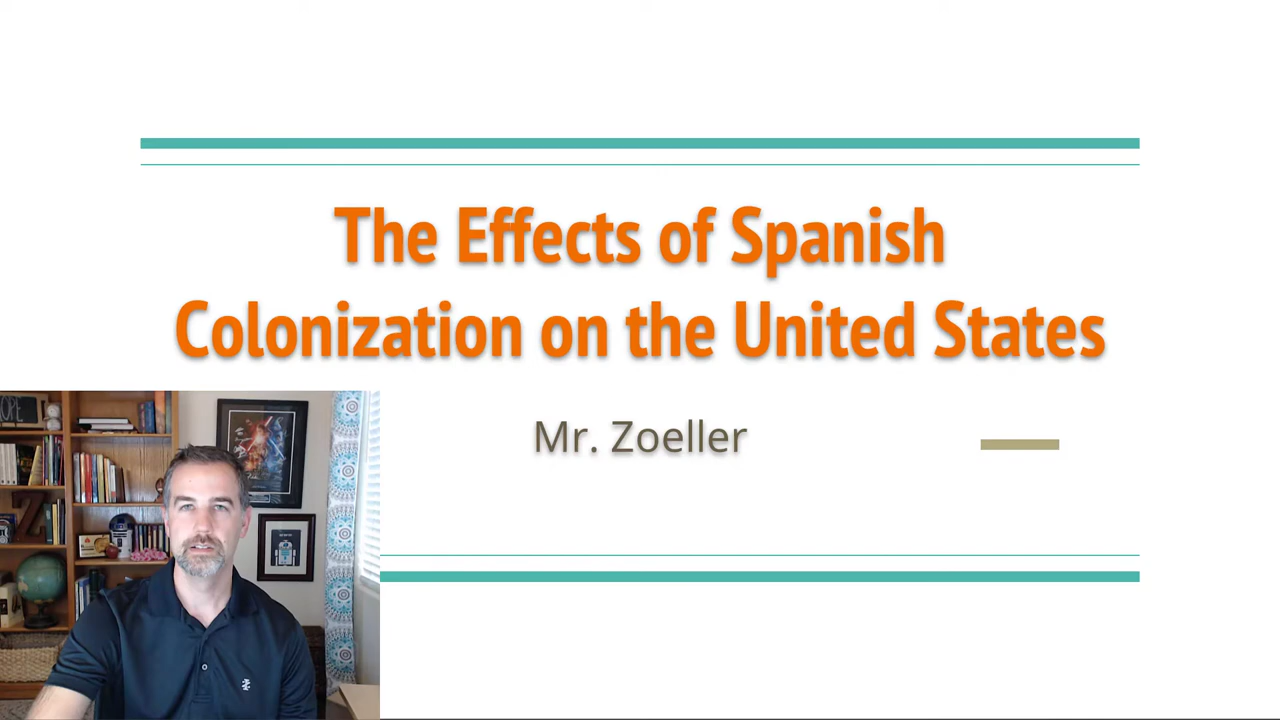 The Effects of Spanish
Colonization on the United States
Mr. Zoeller